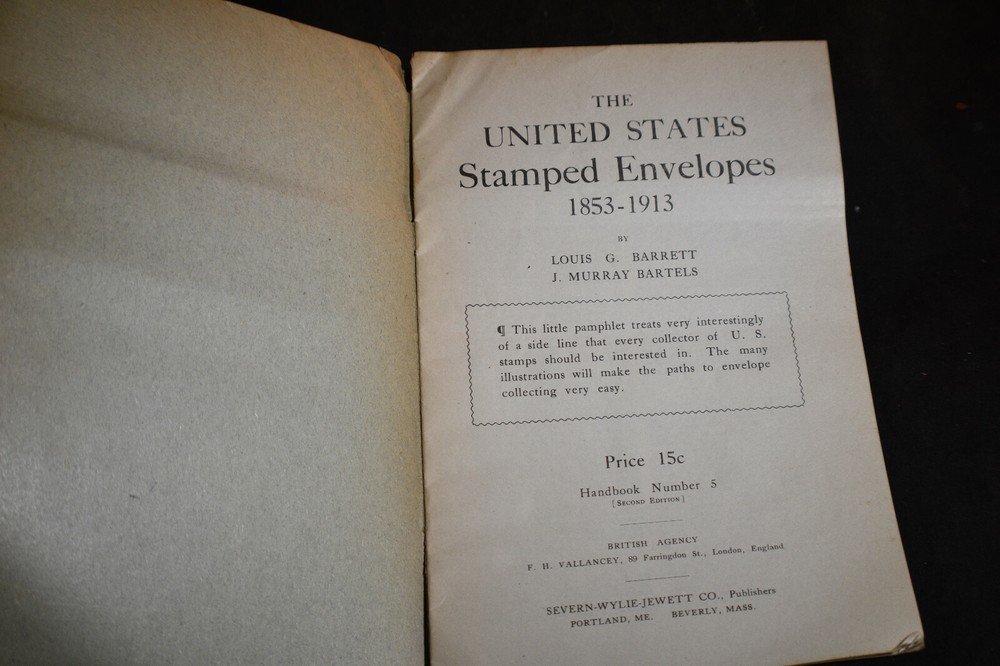 THE
UNITED STATES
Stamped Envelopes
1853-1913
BY
LOUIS G. BARRETT
J. MURRAY BARTELS
¶ This little pamphlet treats very interestingly
of a side line that every collector of U. S.
stamps should be interested in. The many
illustrations will make the paths to envelope
collecting very easy.
Price 15c
Handbook Number 5
[SECOND EDITION]
BRITISH AGENCY
F. H. VALLANCEY, 89 Farringdon St., London, England
SEVERN-WYLIE-JEWETT CO., Publishers
PORTLAND, ME. BEVERLY, MASS.